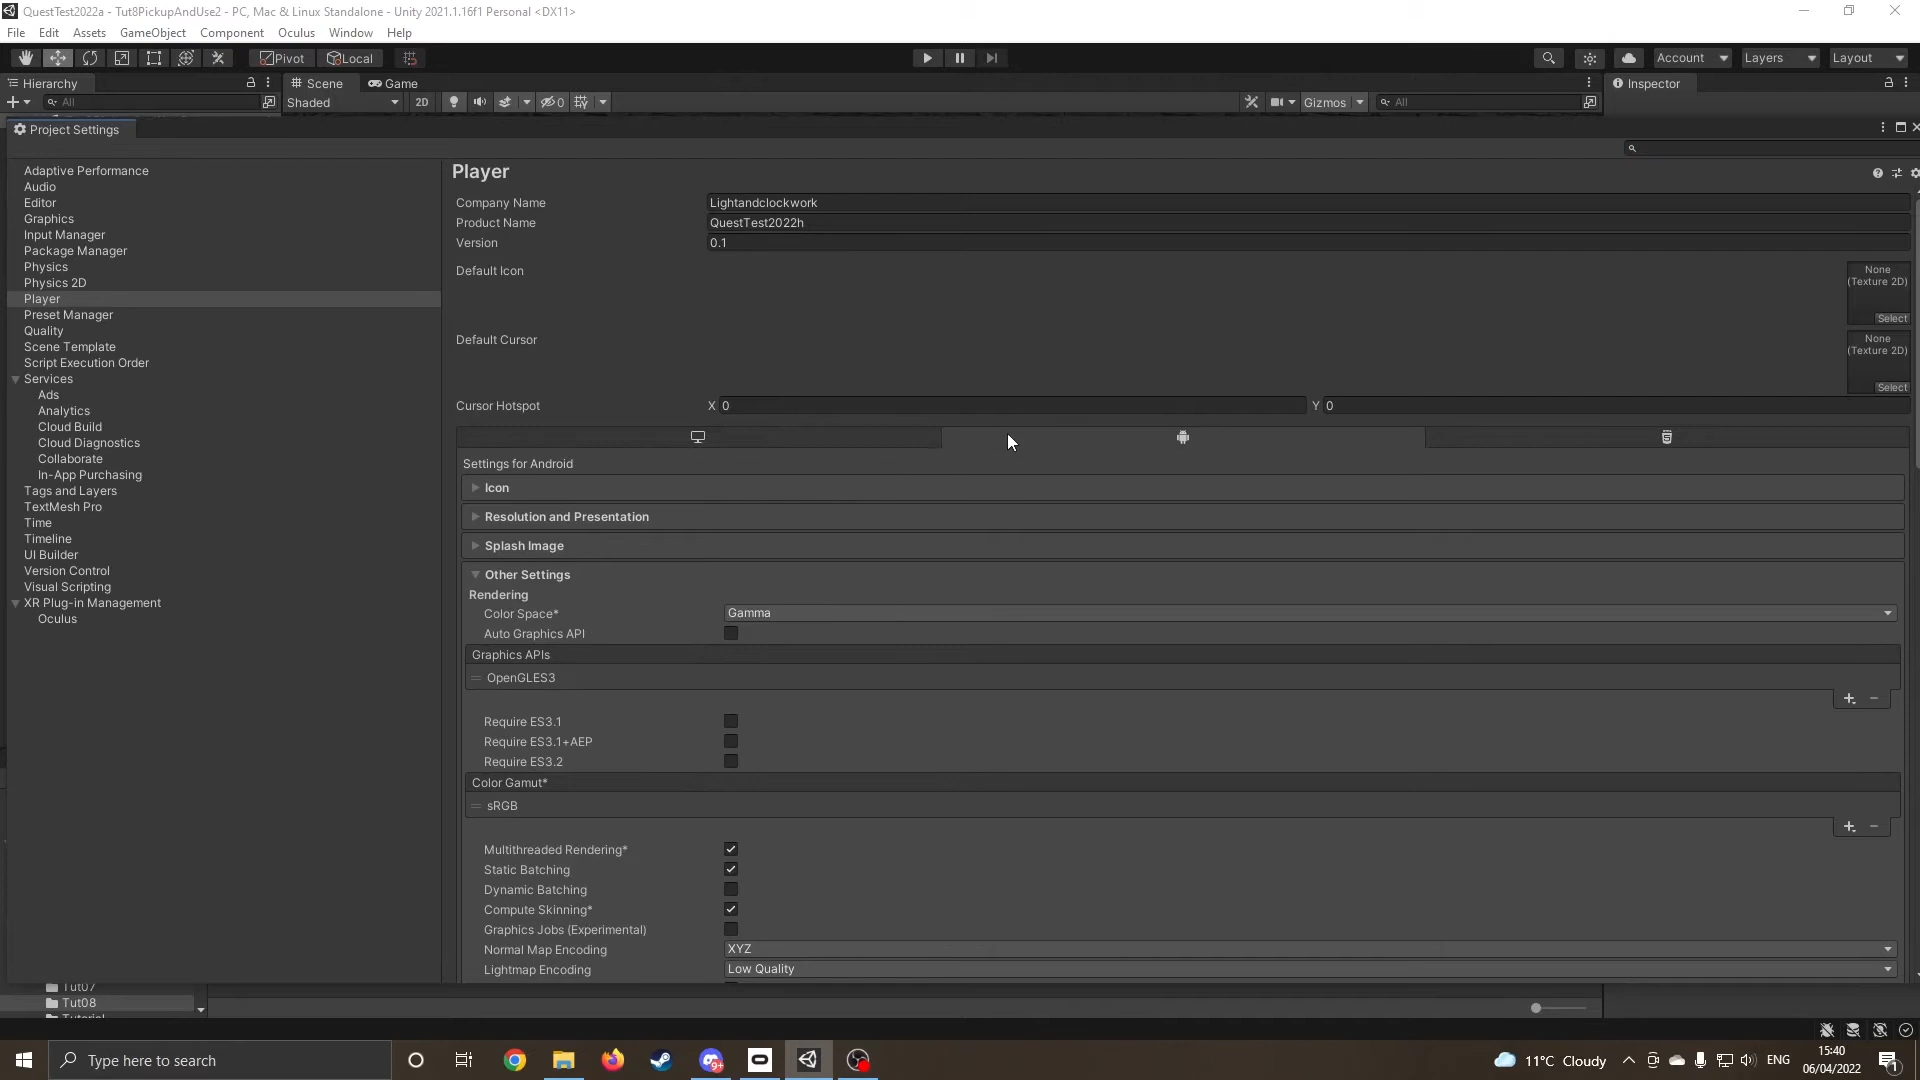 QuestTest2022a - Tut8PickupAndUse2 - PC, Mac & Linux Standalone - Unity 2021.1.16f1 Personal <DX11>
File Edit Assets GameObject Component Oculus Window Help
Pivot Local Account Layers Layout
Hierarchy Scene Game Inspector
All Shaded 2D 0 Gizmos All
Project Settings
Adaptive Performance
Audio
Editor
Graphics
Input Manager
Package Manager
Physics
Physics 2D
Player
Preset Manager
Quality
Scene Template
Script Execution Order
Services
Ads
Analytics
Cloud Build
Cloud Diagnostics
Collaborate
In-App Purchasing
Tags and Layers
TextMesh Pro
Time
Timeline
UI Builder
Version Control
Visual Scripting
XR Plug-in Management
Oculus
Player
Company Name Lightandclockwork
Product Name QuestTest2022h
Version 0.1
Default Icon
None
(Texture 2D)
Select
Default Cursor
None
(Texture 2D)
Select
Cursor Hotspot X 0 Y 0
Settings for Android
Icon
Resolution and Presentation
Splash Image
Other Settings
Rendering
Color Space* Gamma
Auto Graphics API
Graphics APIs
OpenGLES3
Require ES3.1
Require ES3.1+AEP
Require ES3.2
Color Gamut*
sRGB
Multithreaded Rendering*
Static Batching
Dynamic Batching
Compute Skinning*
Graphics Jobs (Experimental)
Normal Map Encoding XYZ
Lightmap Encoding Low Quality
Tut07
Tut08
Tutorial
Type here to search
9+
11°C Cloudy
ENG
15:40
06/04/2022
1